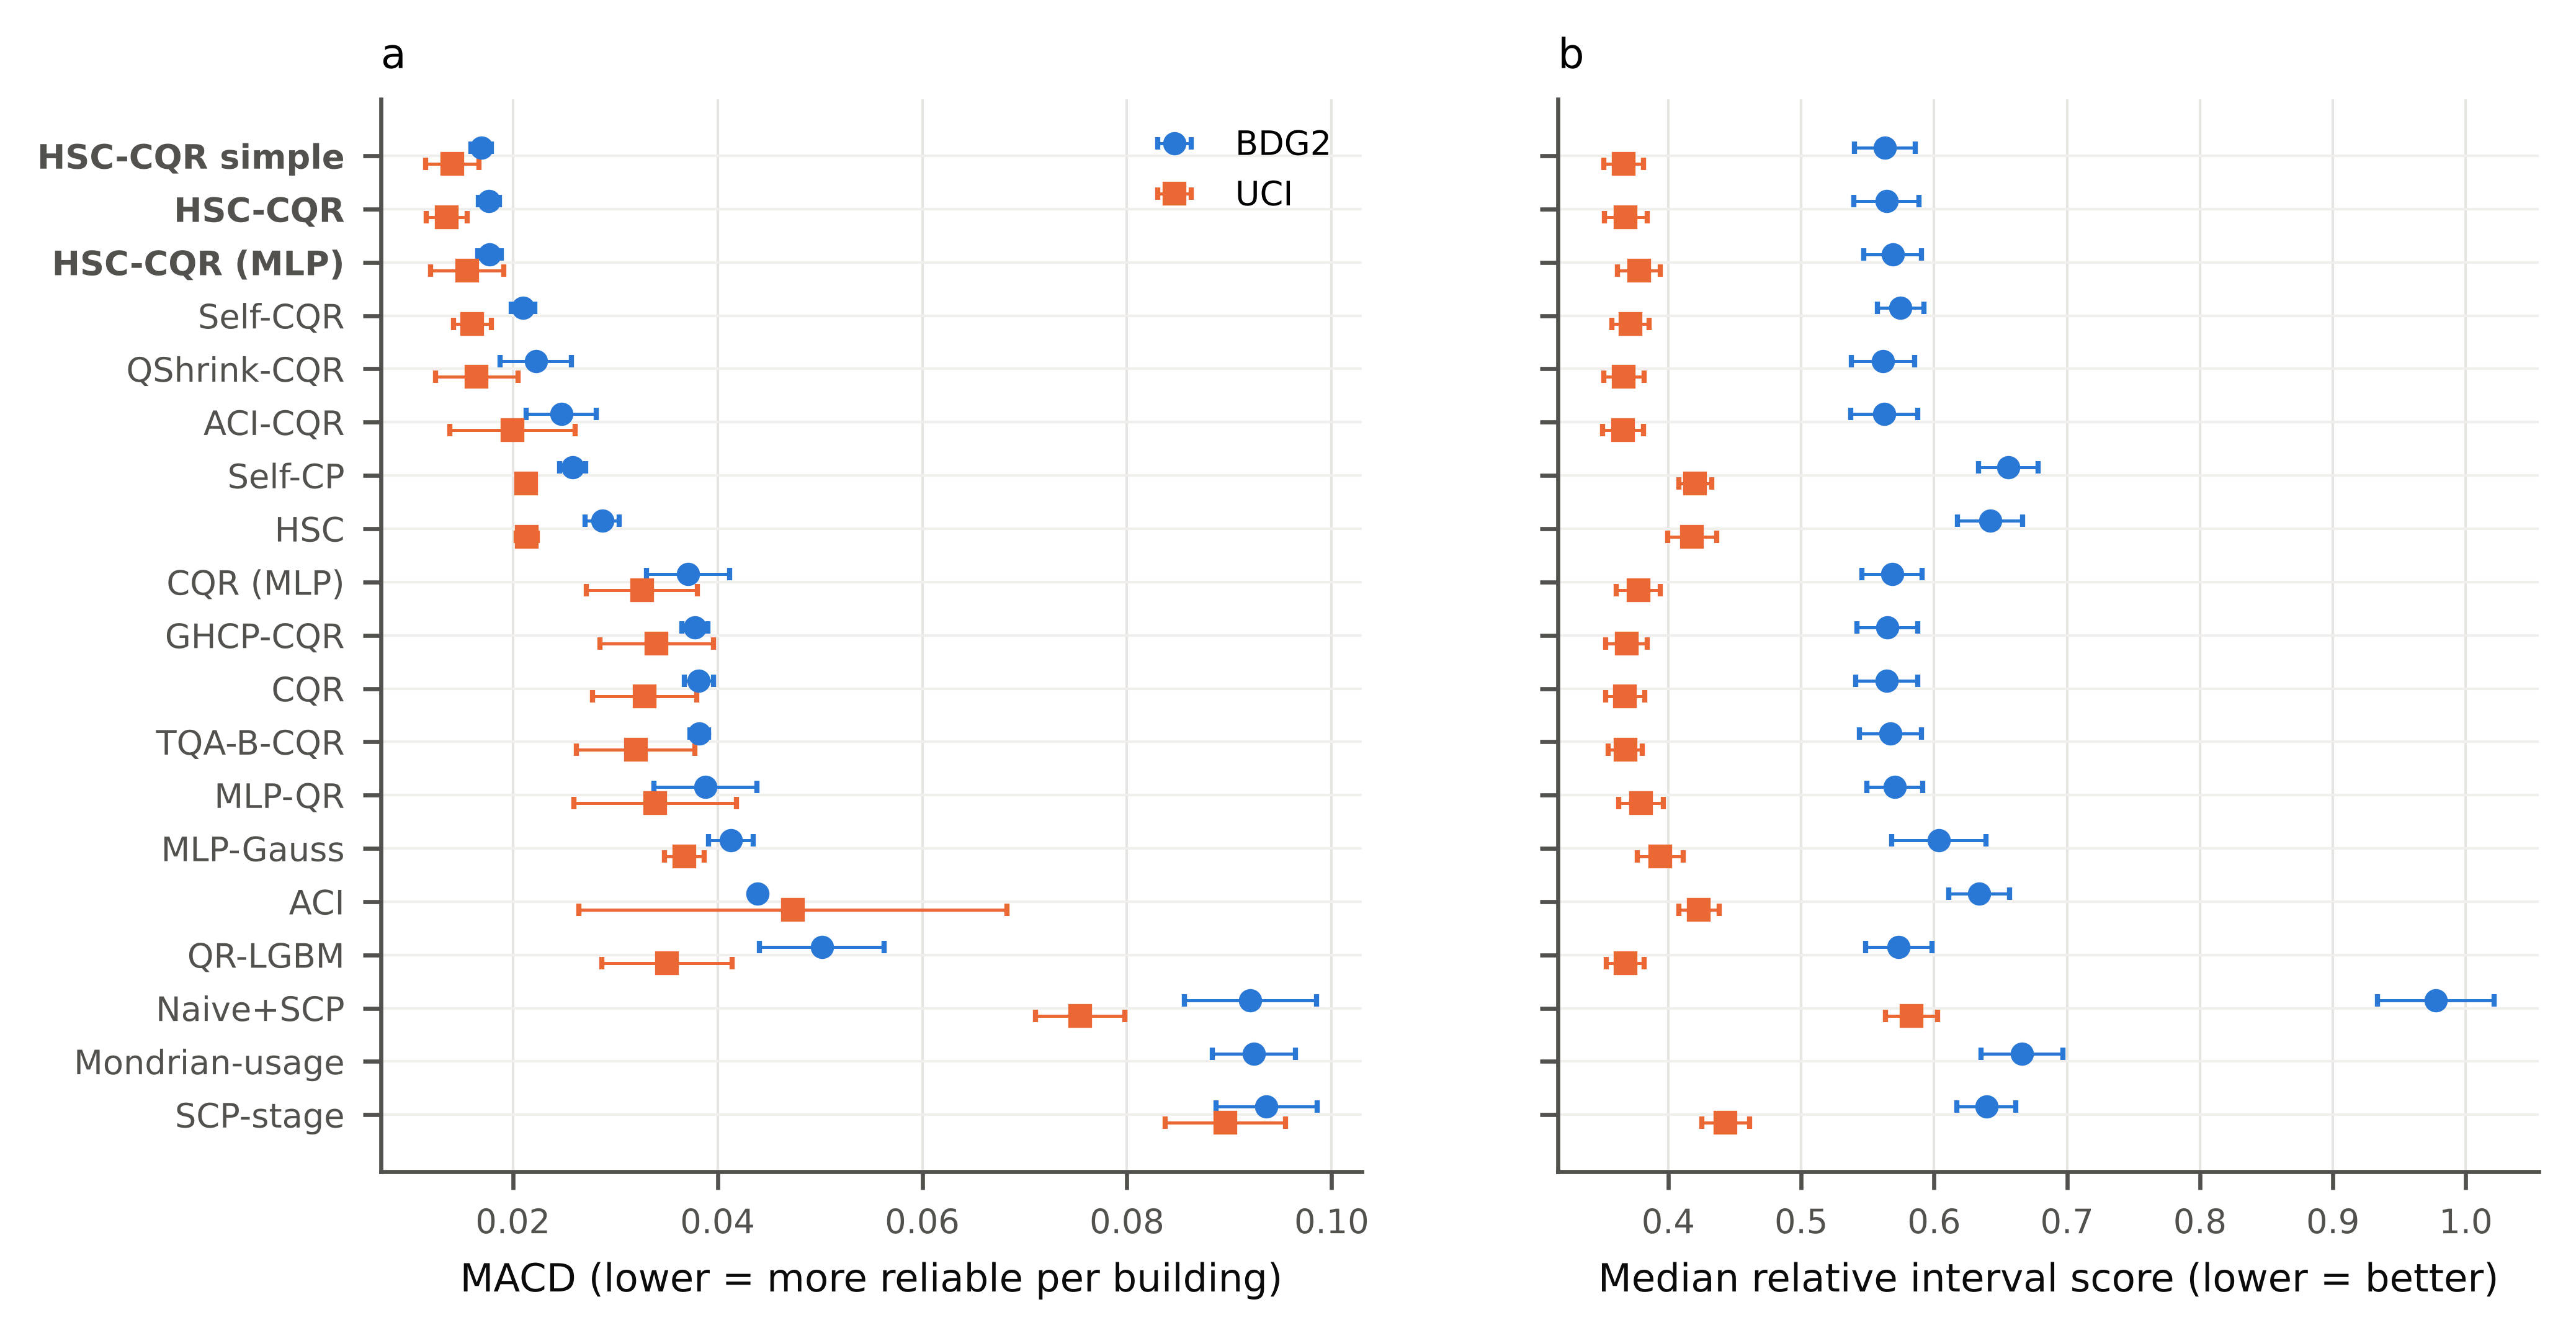 a
b
BDG2
UCI
HSC-CQR simple
HSC-CQR
HSC-CQR (MLP)
Self-CQR
QShrink-CQR
ACI-CQR
Self-CP
HSC
CQR (MLP)
GHCP-CQR
CQR
TQA-B-CQR
MLP-QR
MLP-Gauss
ACI
QR-LGBM
Naive+SCP
Mondrian-usage
SCP-stage
0.02 0.04 0.06 0.08 0.10
MACD (lower = more reliable per building)
0.4 0.5 0.6 0.7 0.8 0.9 1.0
Median relative interval score (lower = better)